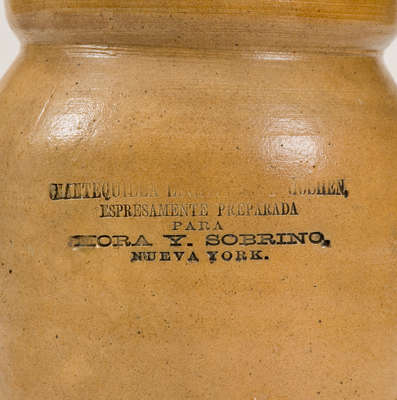 MANTEQUILLA GOSHEN,
ESPRESAMENTE PREPARADA
PARA
MORA Y. SOBRINO,
NUEVA YORK.